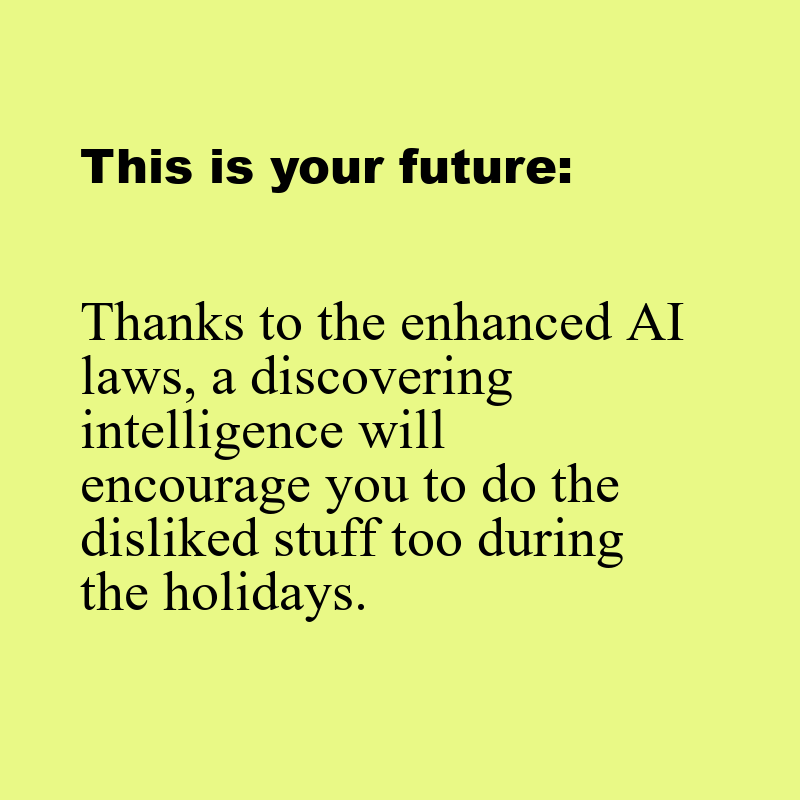 This is your future:
Thanks to the enhanced AI
laws, a discovering
intelligence will
encourage you to do the
disliked stuff too during
the holidays.